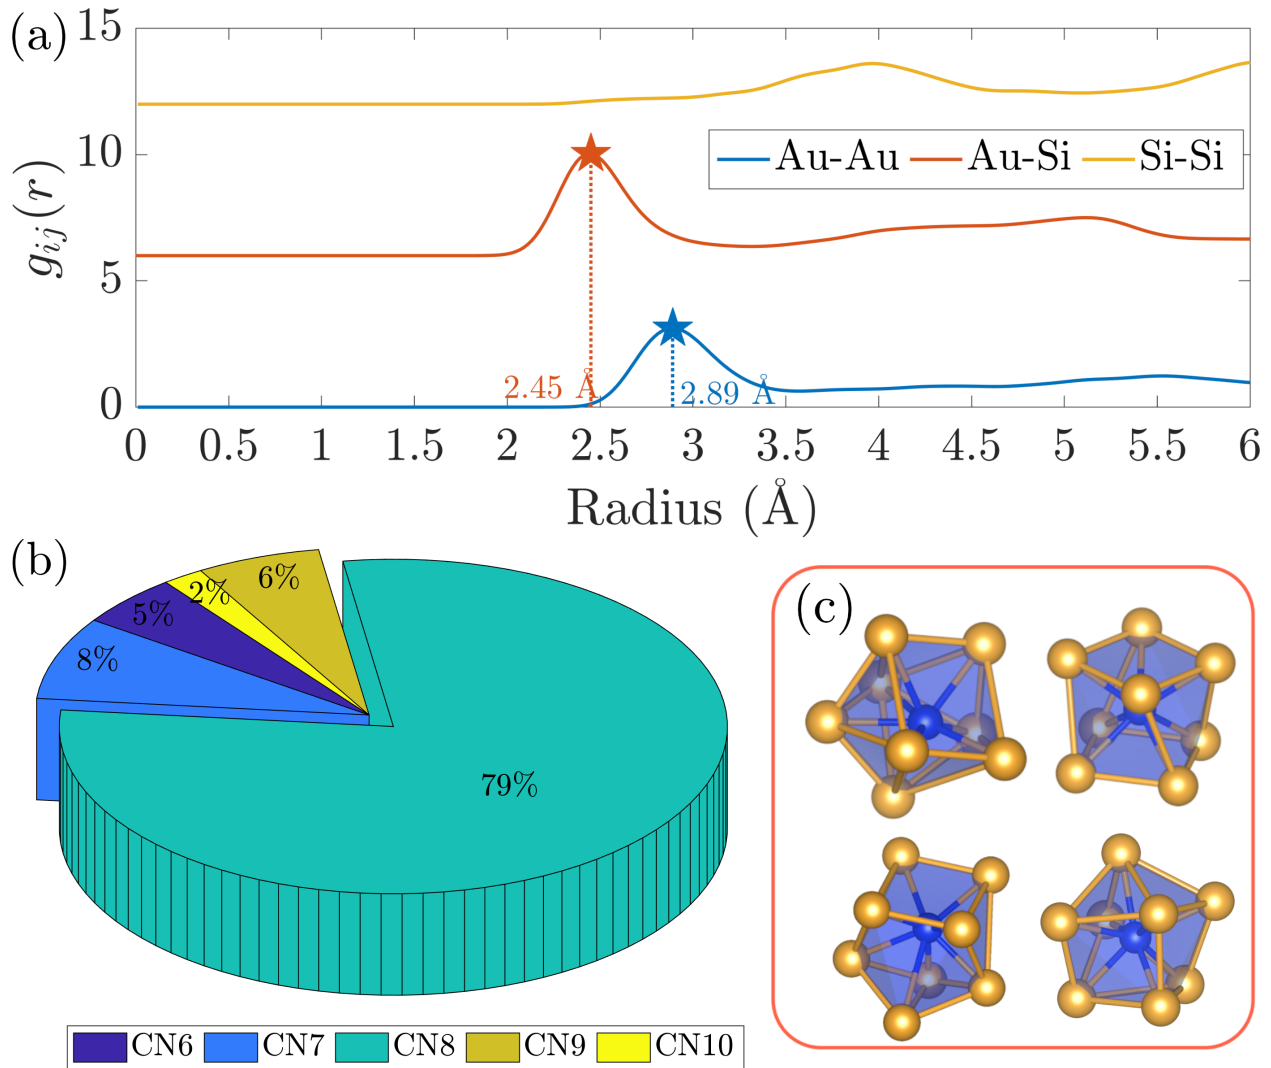 (a)
15
10
5
0
g_{ij}(r)
Au-Au Au-Si Si-Si
2.45 Å
2.89 Å
0 0.5 1 1.5 2 2.5 3 3.5 4 4.5 5 5.5 6
Radius (Å)
(b)
6%
2%
5%
8%
79%
CN6 CN7 CN8 CN9 CN10
(c)